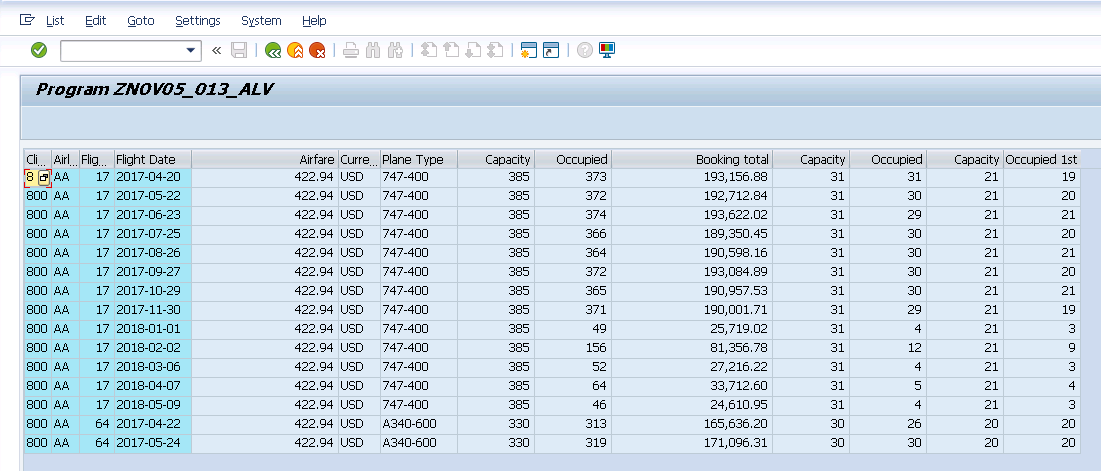 List Edit Goto Settings System Help
Program ZNOV05_013_ALV
Cli... Airl... Flig... Flight Date Airfare Curre... Plane Type Capacity Occupied Booking total Capacity Occupied Capacity Occupied 1st
8 AA 17 2017-04-20 422.94 USD 747-400 385 373 193,156.88 31 31 21 19
800 AA 17 2017-05-22 422.94 USD 747-400 385 372 192,712.84 31 30 21 20
800 AA 17 2017-06-23 422.94 USD 747-400 385 374 193,622.02 31 29 21 21
800 AA 17 2017-07-25 422.94 USD 747-400 385 366 189,350.45 31 30 21 20
800 AA 17 2017-08-26 422.94 USD 747-400 385 364 190,598.16 31 30 21 21
800 AA 17 2017-09-27 422.94 USD 747-400 385 372 193,084.89 31 30 21 20
800 AA 17 2017-10-29 422.94 USD 747-400 385 365 190,957.53 31 30 21 21
800 AA 17 2017-11-30 422.94 USD 747-400 385 371 190,001.71 31 29 21 19
800 AA 17 2018-01-01 422.94 USD 747-400 385 49 25,719.02 31 4 21 3
800 AA 17 2018-02-02 422.94 USD 747-400 385 156 81,356.78 31 12 21 9
800 AA 17 2018-03-06 422.94 USD 747-400 385 52 27,216.22 31 4 21 3
800 AA 17 2018-04-07 422.94 USD 747-400 385 64 33,712.60 31 5 21 4
800 AA 17 2018-05-09 422.94 USD 747-400 385 46 24,610.95 31 4 21 3
800 AA 64 2017-04-22 422.94 USD A340-600 330 313 165,636.20 30 26 20 20
800 AA 64 2017-05-24 422.94 USD A340-600 330 319 171,096.31 30 30 20 20